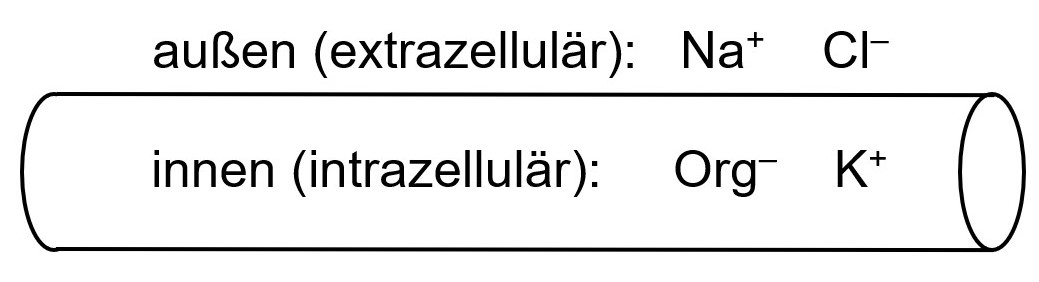 außen (extrazellulär): Na⁺ Cl⁻
innen (intrazellulär): Org⁻ K⁺